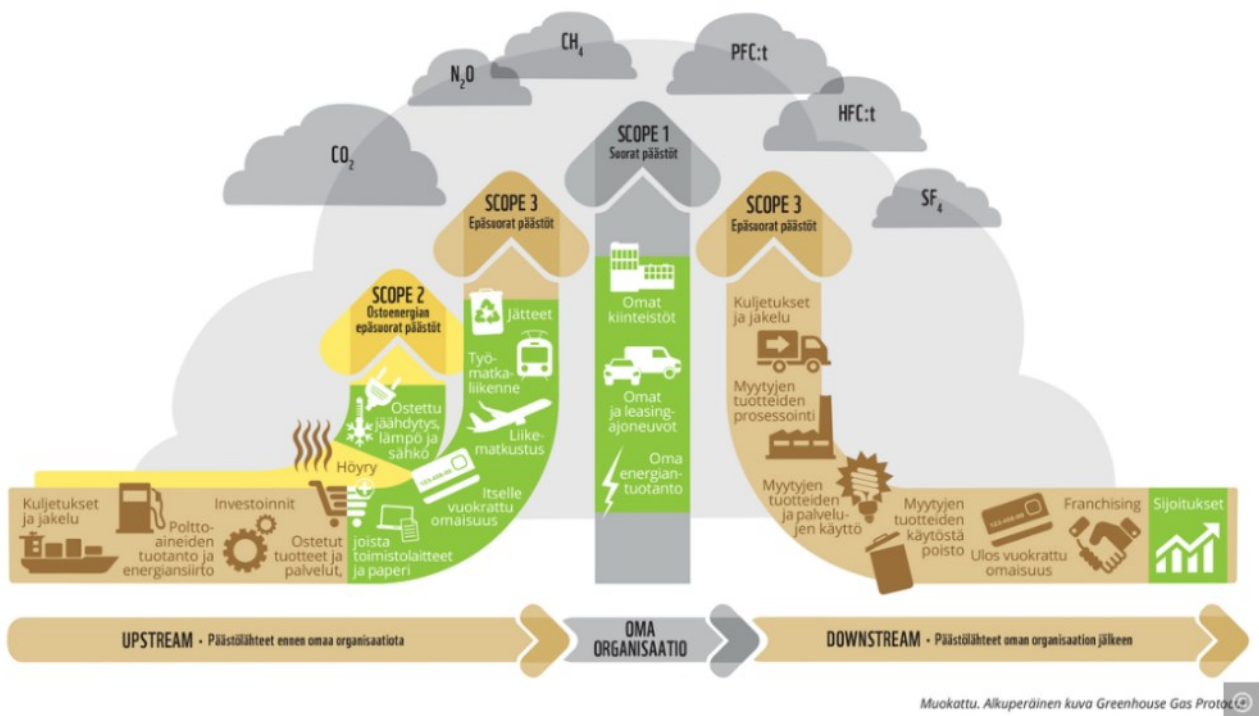 CO2
N2O
CH4
PFC:t
HFC:t
SF4
SCOPE 2
Ostoenergian
epäsuorat päästöt
SCOPE 3
Epäsuorat päästöt
SCOPE 1
Suorat päästöt
SCOPE 3
Epäsuorat päästöt
Ostettu
jäähdytys,
lämpö ja
sähkö
Höyry
Jätteet
Työ-
matka-
liikenne
Liike-
matkustus
Itselle
vuokrattu
omaisuus
Omat
kiinteistöt
Omat
ja leasing-
ajoneuvot
Oma
energian-
tuotanto
Kuljetukset
ja jakelu
Myytyjen
tuotteiden
prosessointi
Myytyjen
tuotteiden
ja palvelu-
jen käyttö
Kuljetukset
ja jakelu
Poltto-
aineiden
tuotanto ja
energiansiirto
Investoinnit
Ostetut
tuotteet ja
palvelut,
joista
toimistolaitteet
ja paperi
Myytyjen
tuotteiden
käytöstä
poisto
Ulos vuokrattu
omaisuus
Franchising
Sijoitukset
UPSTREAM - Päästölähteet ennen omaa organisaatiota
OMA
ORGANISAATIO
DOWNSTREAM - Päästölähteet oman organisaation jälkeen
Muokattu. Alkuperäinen kuva Greenhouse Gas
©